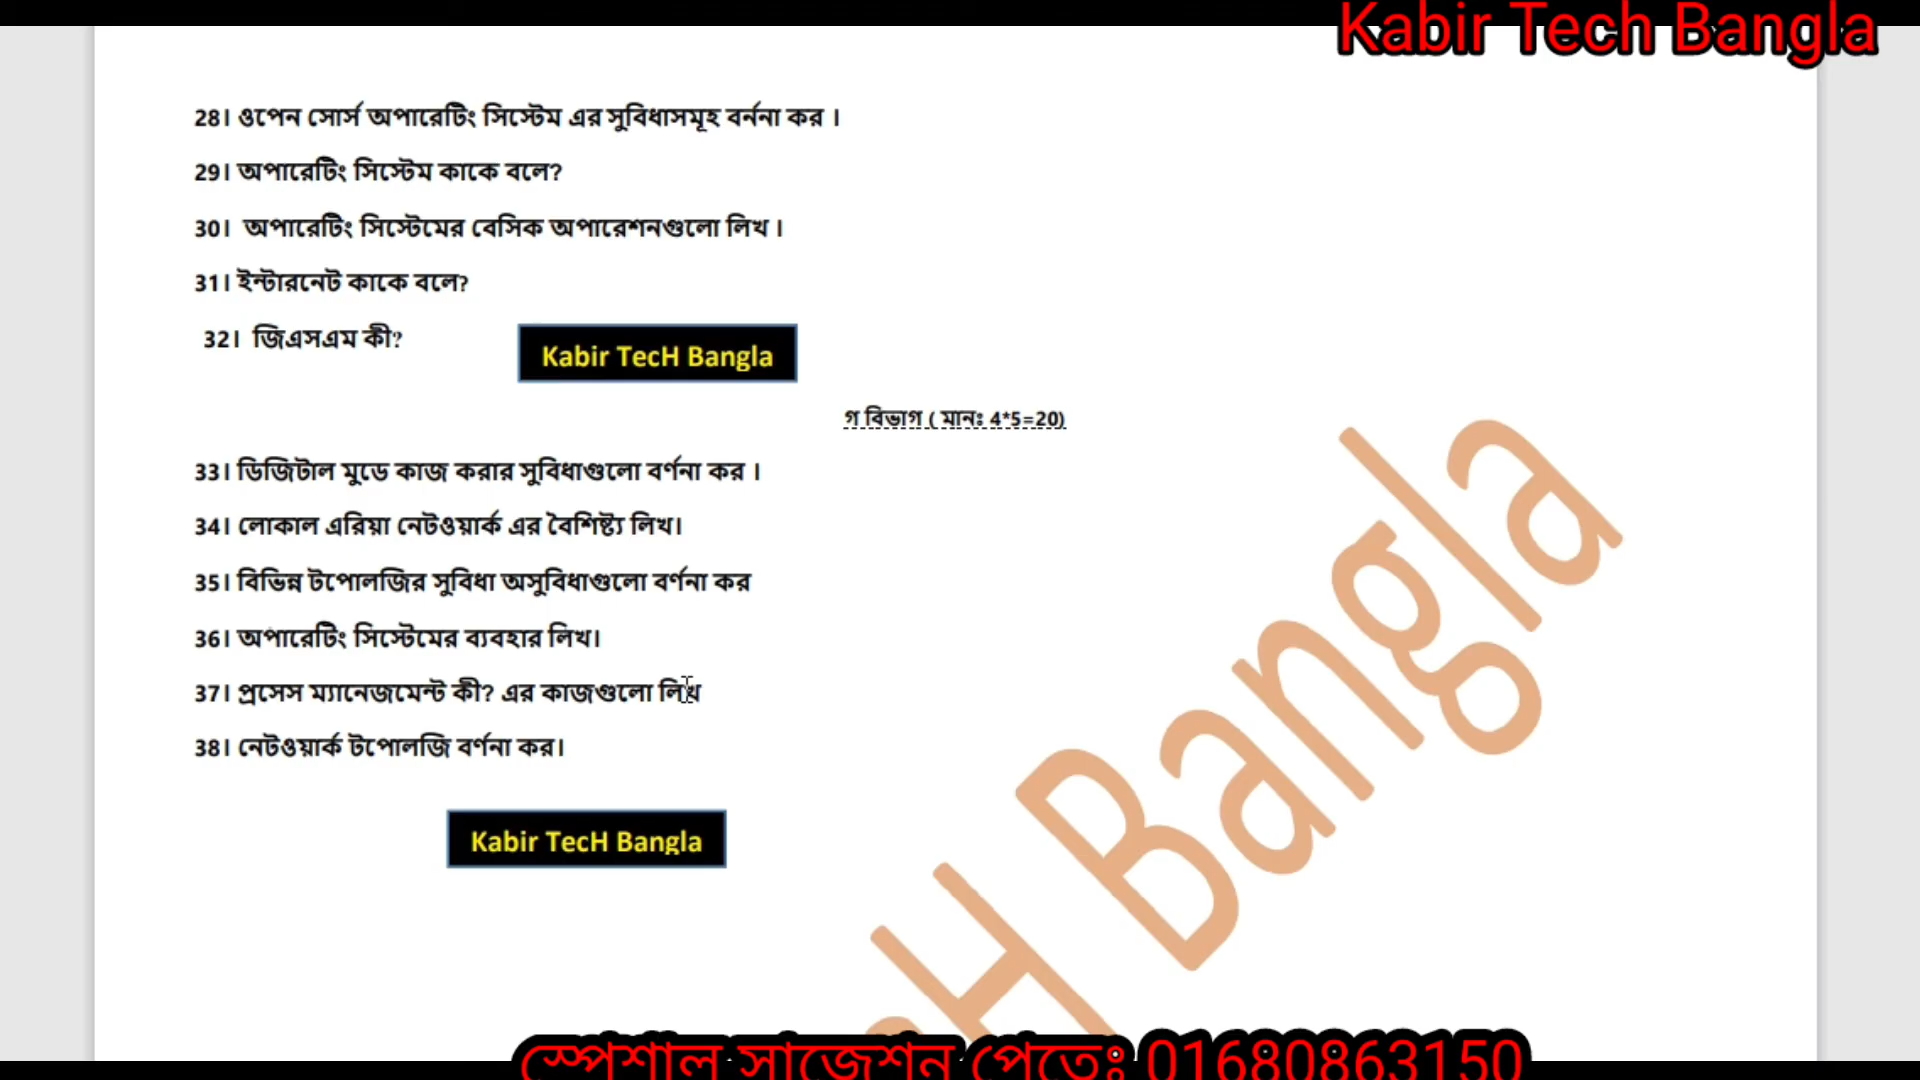 Kabir Tech Bangla
28। ওপেন সোর্স অপারেটিং সিস্টেম এর সুবিধাসমূহ বর্ননা কর ।
29। অপারেটিং সিস্টেম কাকে বলে?
30। অপারেটিং সিস্টেমের বেসিক অপারেশনগুলো লিখ ।
31। ইন্টারনেট কাকে বলে?
32। জিএসএম কী?
Kabir TecH Bangla
গ বিভাগ ( মানঃ 4*5=20)
33। ডিজিটাল মুডে কাজ করার সুবিধাগুলো বর্ণনা কর ।
34। লোকাল এরিয়া নেটওয়ার্ক এর বৈশিষ্ট্য লিখ।
35। বিভিন্ন টপোলজির সুবিধা অসুবিধাগুলো বর্ণনা কর
36। অপারেটিং সিস্টেমের ব্যবহার লিখ।
37। প্রসেস ম্যানেজমেন্ট কী? এর কাজগুলো লিখ
38। নেটওয়ার্ক টপোলজি বর্ণনা কর।
Kabir TecH Bangla
H Bangla
স্পেশাল সাজেশন পেতেঃ 01680863150